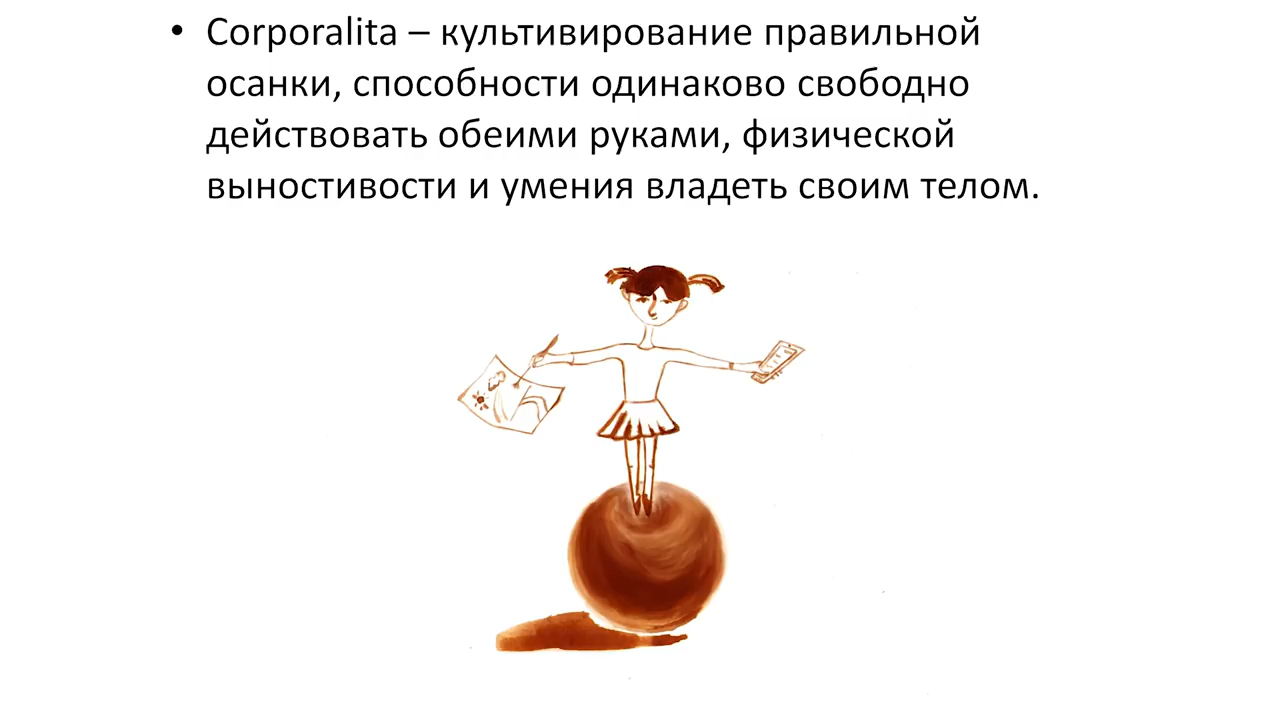 • Corporalita – культивирование правильной
осанки, способности одинаково свободно
действовать обеими руками, физической
выностивости и умения владеть своим телом.